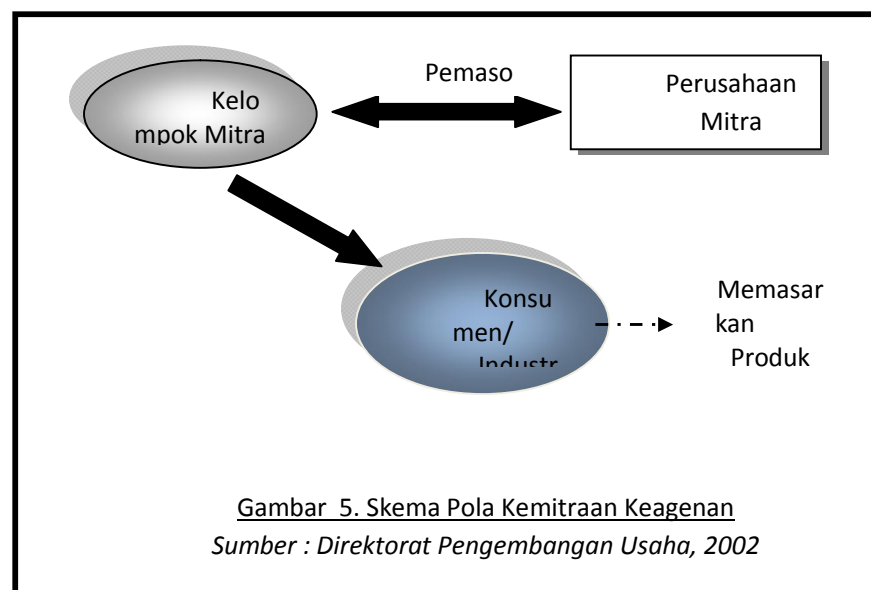 Pemaso
Kelo
mpok Mitra
Perusahaan
Mitra
Konsu
men/
Industr
Memasar
kan
Produk
Gambar 5. Skema Pola Kemitraan Keagenan
Sumber : Direktorat Pengembangan Usaha, 2002